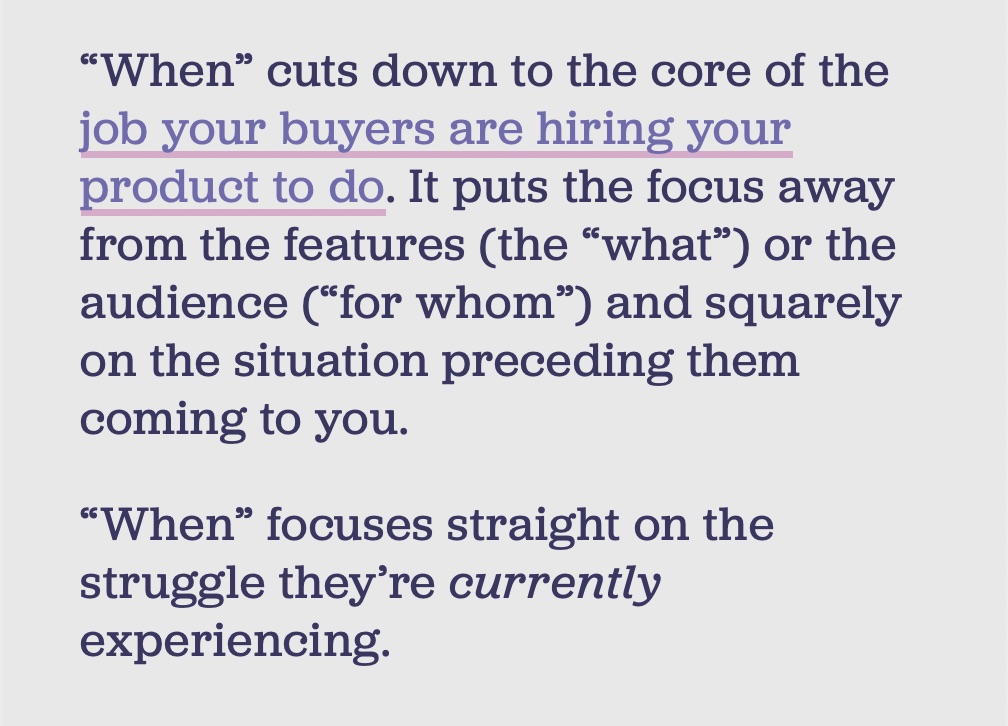 “When” cuts down to the core of the
job your buyers are hiring your
product to do. It puts the focus away
from the features (the “what”) or the
audience (“for whom”) and squarely
on the situation preceding them
coming to you.
“When” focuses straight on the
struggle they’re currently
experiencing.